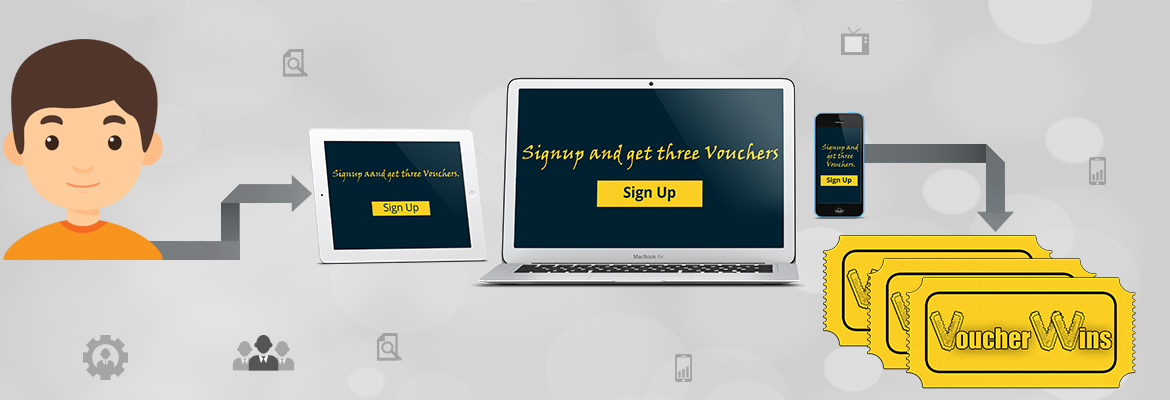 Signup aand get three Vouchers.
Sign Up
Signup and get three Vouchers
Sign Up
MacBook Air
Signup and
get three
Vouchers.
Sign Up
Voucher Wins